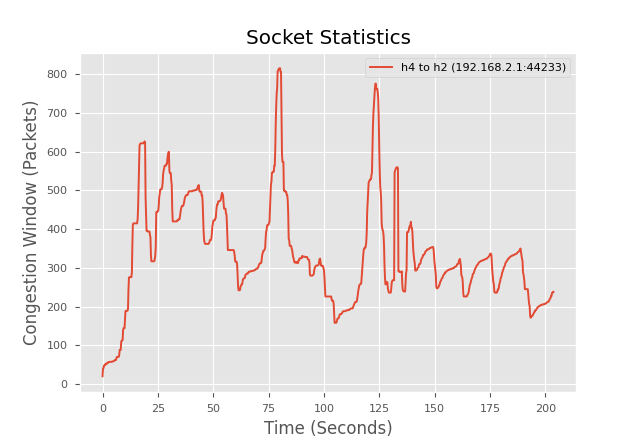 Socket Statistics
h4 to h2 (192.168.2.1:44233)
Congestion Window (Packets)
800
700
600
500
400
300
200
100
0
0 25 50 75 100 125 150 175 200
Time (Seconds)